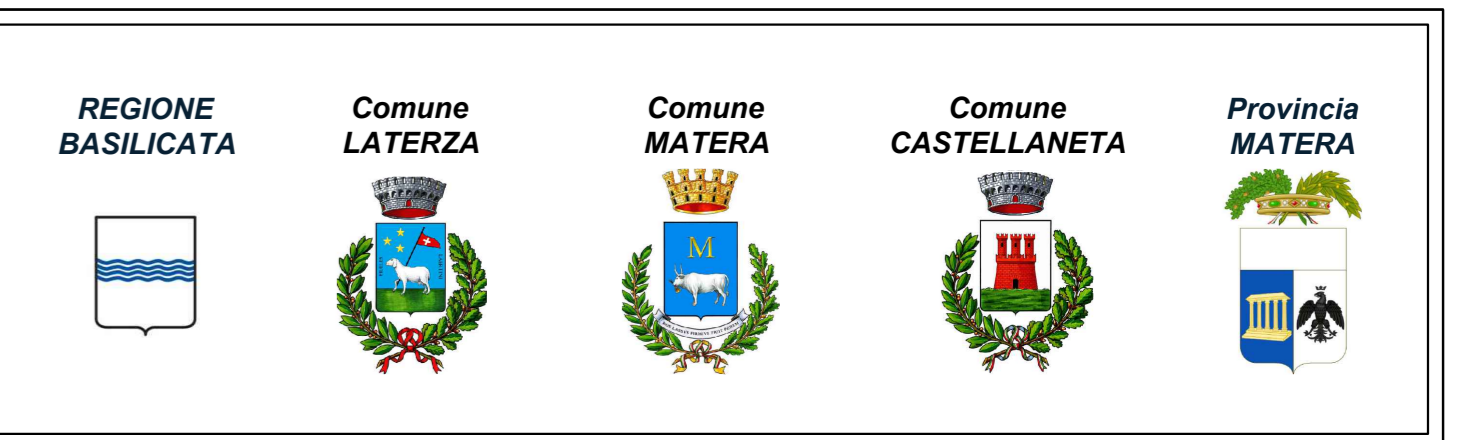 REGIONE
BASILICATA
Comune
LATERZA
Comune
MATERA
Comune
CASTELLANETA
Provincia
MATERA
M